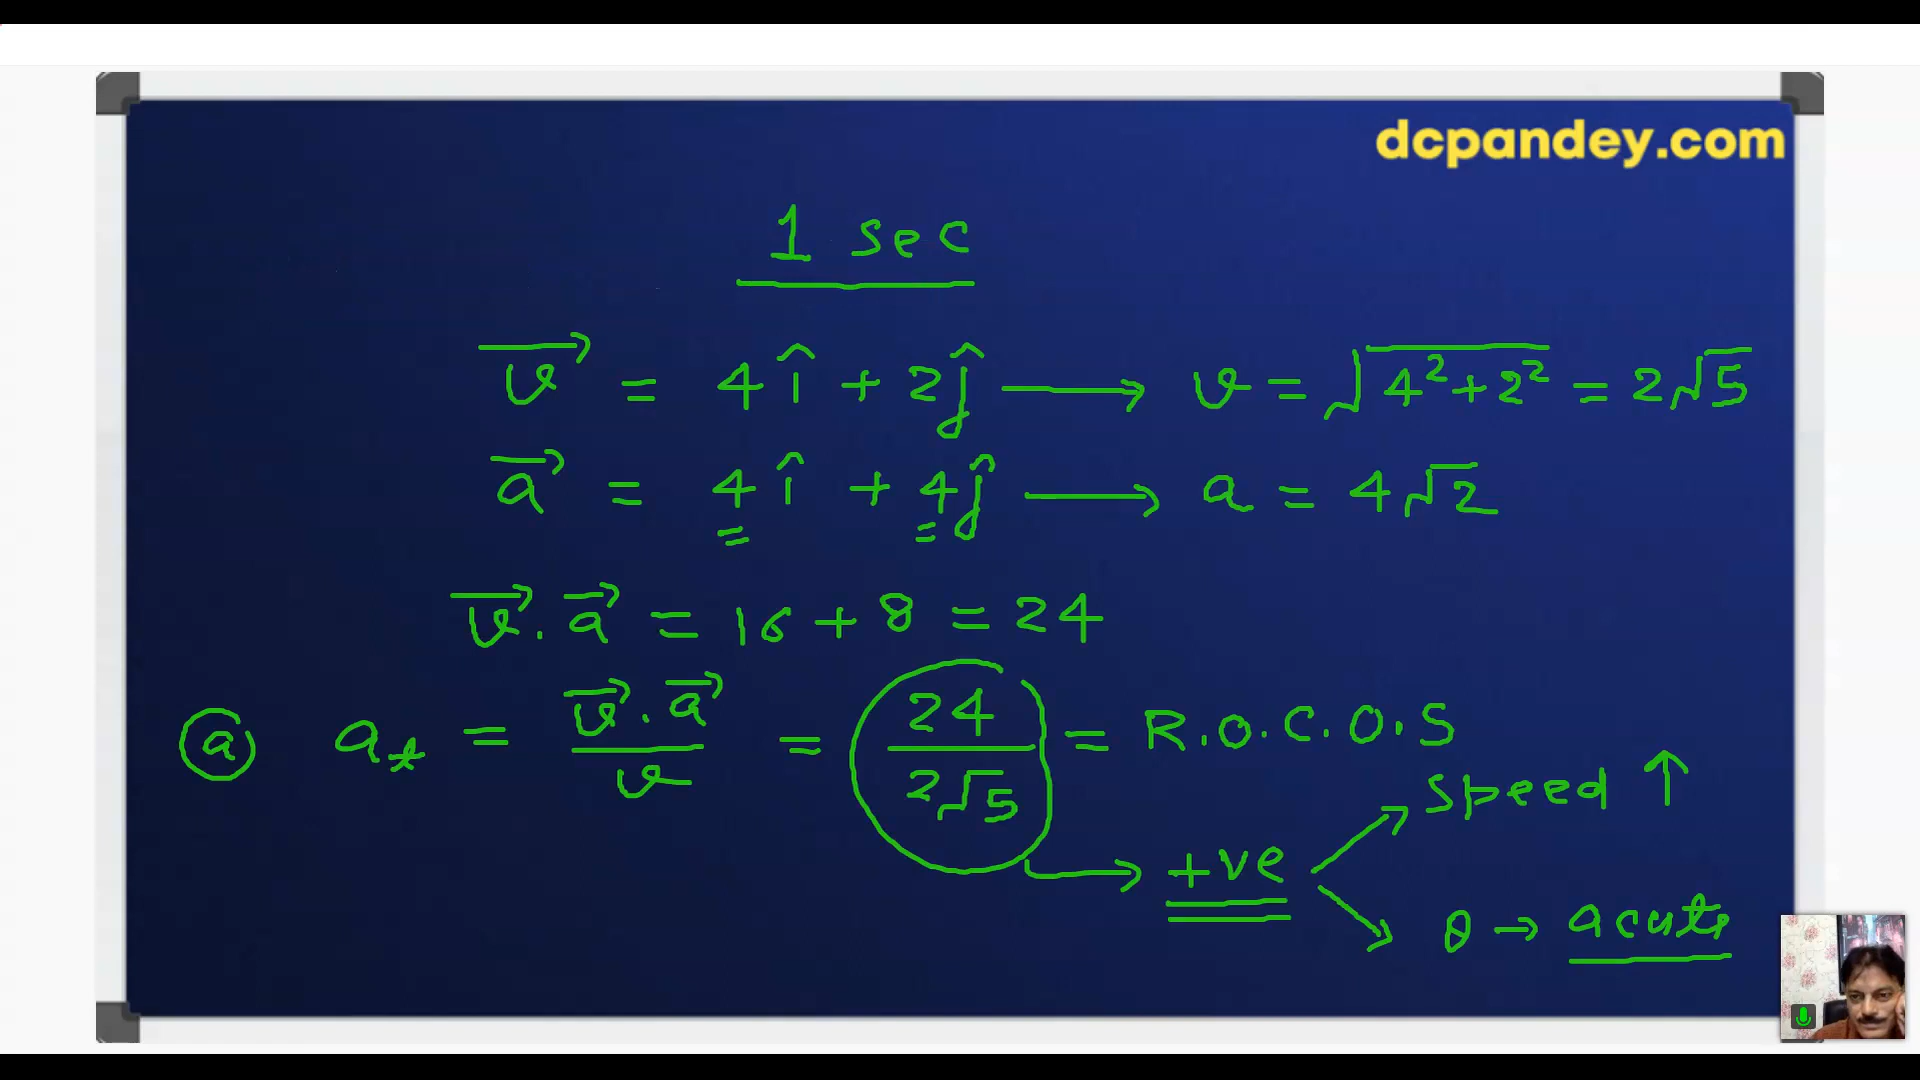 dcpandey.com
1 sec
v⃗ = 4î + 2ĵ → v = √(4² + 2²) = 2√5
a⃗ = 4î + 4ĵ → a = 4√2
v⃗ . a⃗ = 16 + 8 = 24
(a) aₜ = (v⃗ . a⃗)/v = 24/(2√5) = R.O.C.O.S
+ve → speed ↑
θ → acute